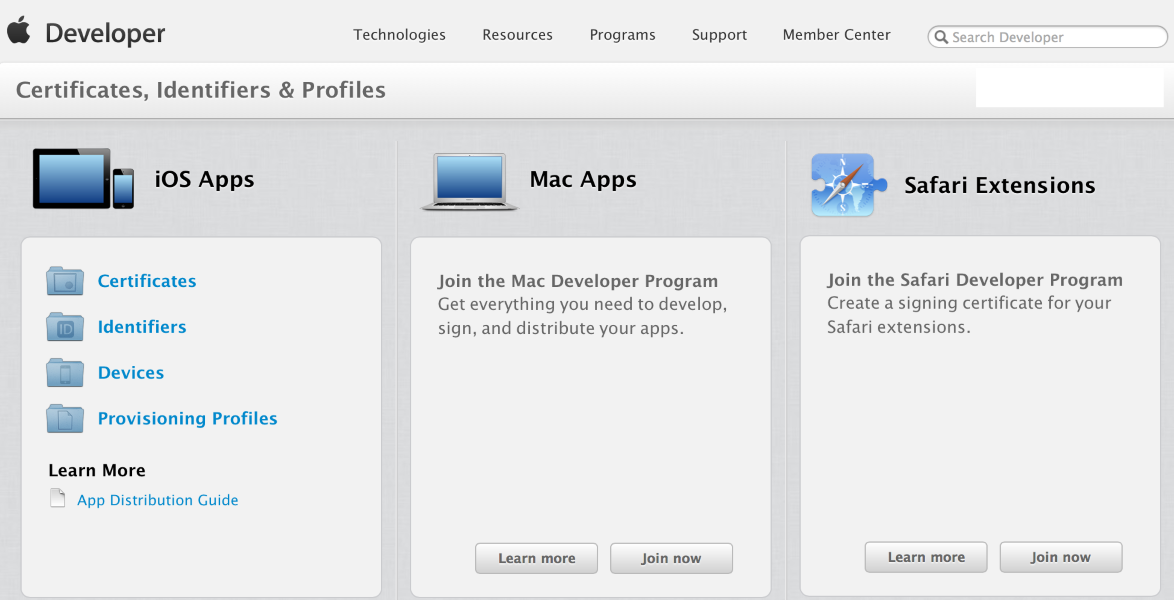 Developer
Technologies
Resources
Programs
Support
Member Center
Search Developer
Certificates, Identifiers & Profiles
iOS Apps
Certificates
ID
Identifiers
Devices
Provisioning Profiles
Learn More
App Distribution Guide
Mac Apps
Join the Mac Developer Program
Get everything you need to develop,
sign, and distribute your apps.
Learn more
Join now
N
Safari Extensions
Join the Safari Developer Program
Create a signing certificate for your
Safari extensions.
Learn more
Join now